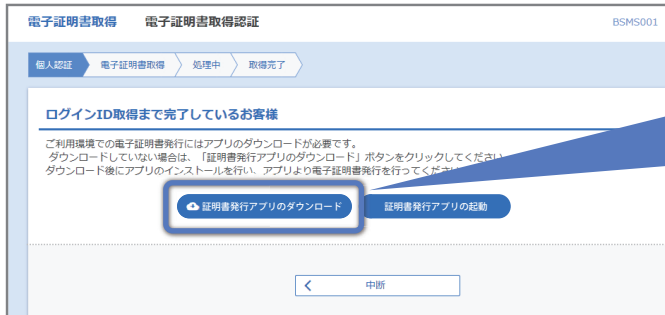 電子証明書取得 電子証明書取得認証 BSMS001
個人認証 電子証明書取得 処理中 取得完了
ログインID取得まで完了しているお客様
ご利用環境での電子証明書発行にはアプリのダウンロードが必要です。
ダウンロードしていない場合は、「証明書発行アプリのダウンロード」ボタンをクリックしてください
ダウンロード後にアプリのインストールを行い、アプリより電子証明書発行を行ってくださ
証明書発行アプリのダウンロード 証明書発行アプリの起動
中断